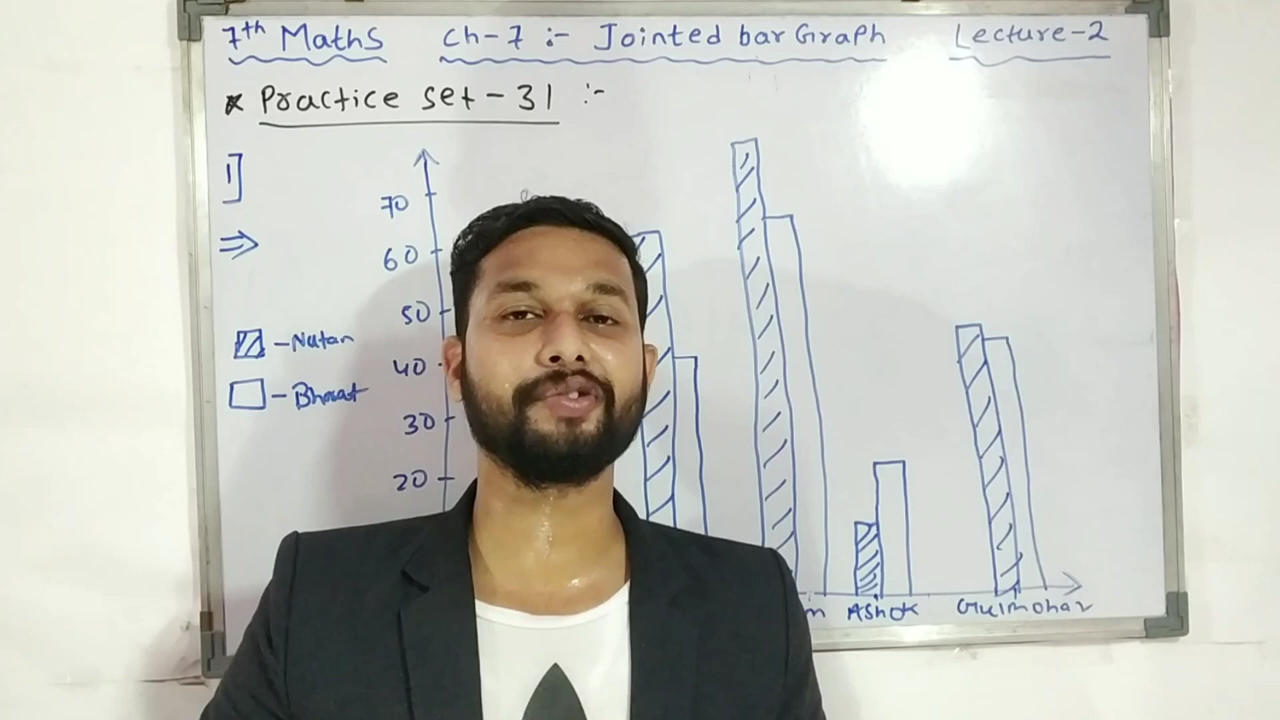 7th Maths Ch-7 :- Jointed bar Graph Lecture-2
* Practice set - 31 :-
1]
⇒
70
60
50
40
30
20
- Nutan
- Bharat
Ashok Gulmohar